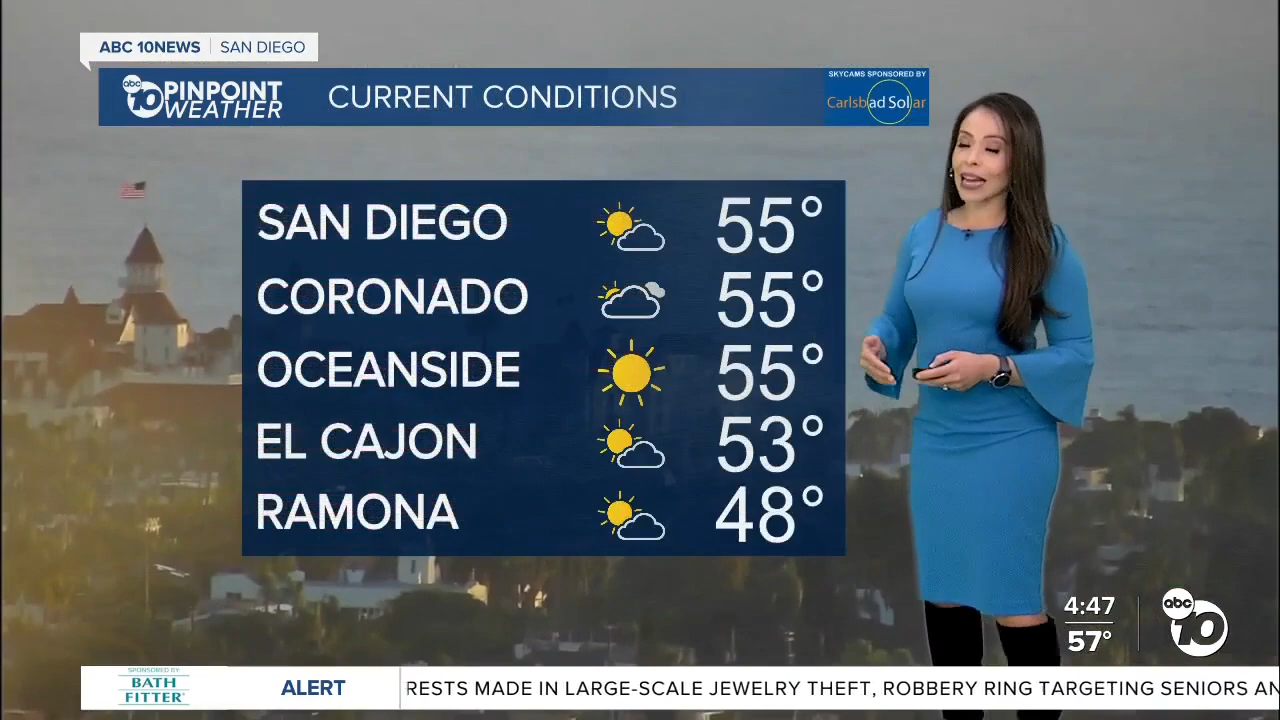 ABC 10NEWS | SAN DIEGO
abc 10 PINPOINT WEATHER
CURRENT CONDITIONS
SKYCAMS SPONSORED BY
Carlsbad Solar
SAN DIEGO 55°
CORONADO 55°
OCEANSIDE 55°
EL CAJON 53°
RAMONA 48°
4:47
57°
abc 10
SPONSORED BY:
BATH FITTER®
ALERT
RESTS MADE IN LARGE-SCALE JEWELRY THEFT, ROBBERY RING TARGETING SENIORS AN